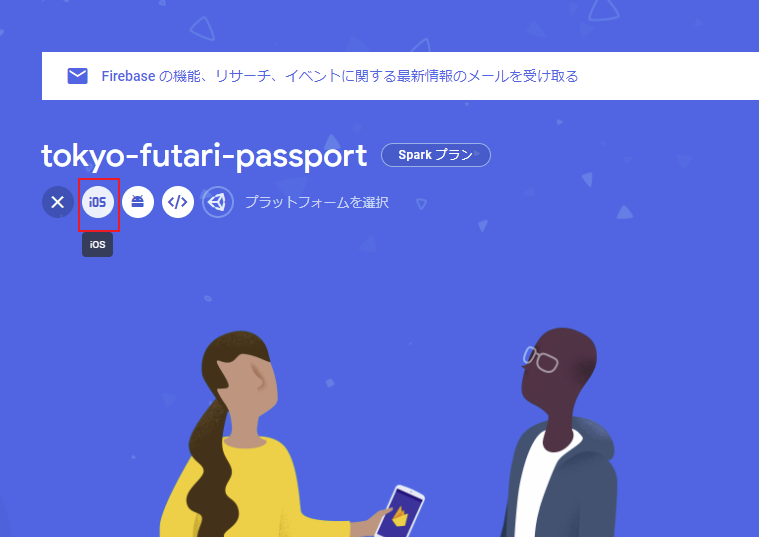 Firebase の機能、リサーチ、イベントに関する最新情報のメールを受け取る
tokyo-futari-passport Spark プラン
iOS プラットフォームを選択
iOS